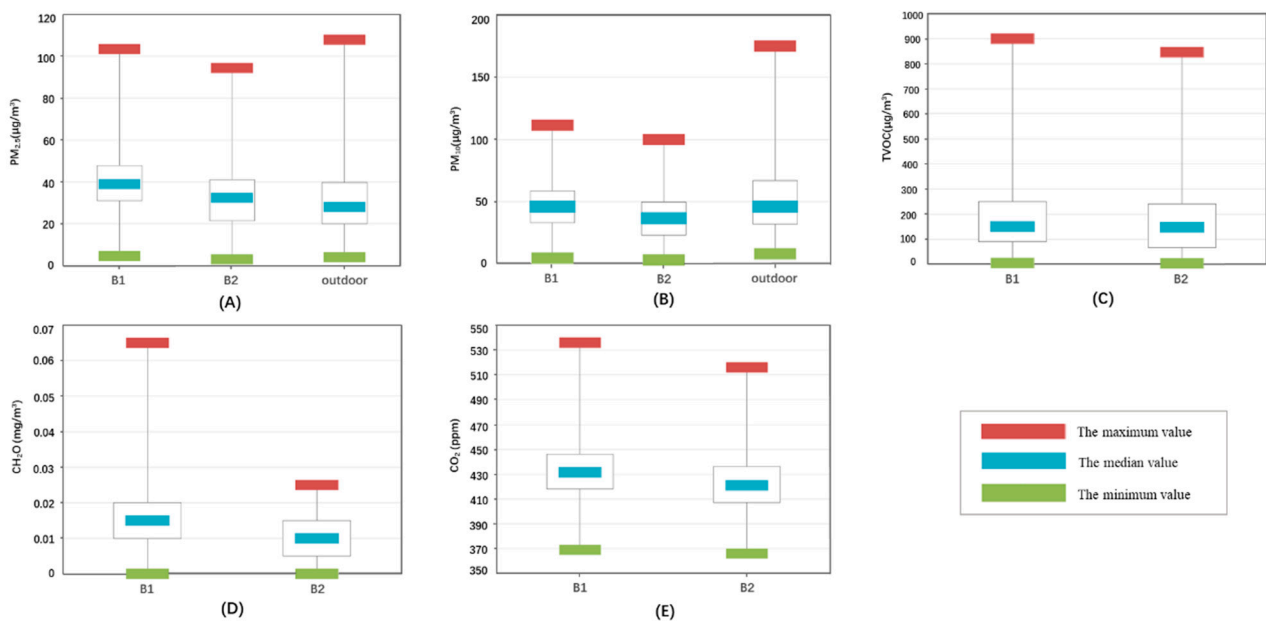 120
100
80
60
40
20
0
PM2.5(μg/m³)
B1
B2
outdoor
(A)
200
150
100
50
0
PM10(μg/m³)
B1
B2
outdoor
(B)
1000
900
800
700
600
500
400
300
200
100
0
TVOC(μg/m³)
B1
B2
(C)
0.07
0.06
0.05
0.04
0.03
0.02
0.01
0
CH₂O (mg/m³)
B1
B2
(D)
550
530
510
490
470
450
430
410
390
370
350
CO₂ (ppm)
B1
B2
(E)
The maximum value
The median value
The minimum value